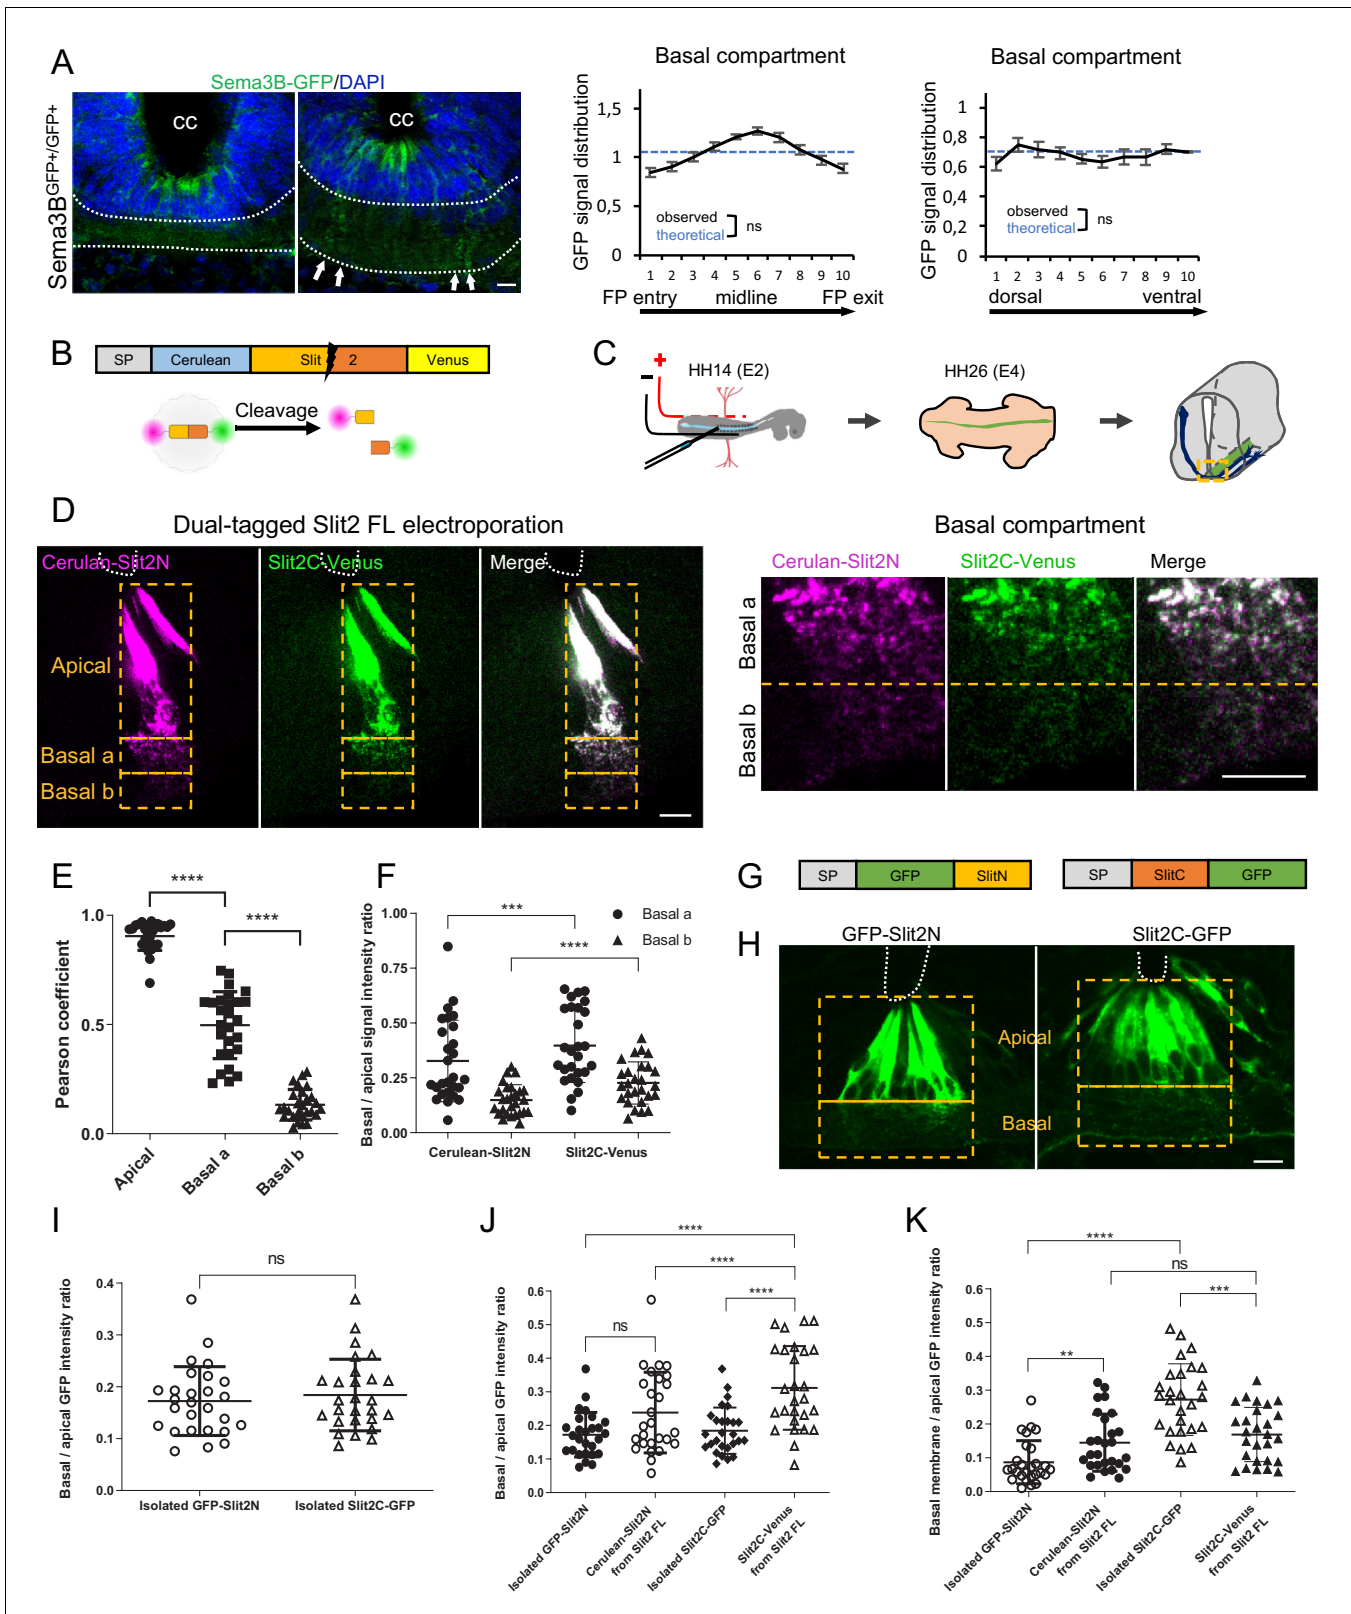 A
Sema3B-GFP/DAPI
Sema3B^GFP+/GFP+
CC
CC
Basal compartment
GFP signal distribution
1,5
1
0,5
0
observed
theoretical
ns
1 2 3 4 5 6 7 8 9 10
FP entry midline FP exit
Basal compartment
GFP signal distribution
1
0,8
0,6
0,4
0,2
0
observed
theoretical
ns
1 2 3 4 5 6 7 8 9 10
dorsal ventral
B
SP Cerulean Slit 2 Venus
Cleavage
C
+
−
HH14 (E2)
HH26 (E4)
D
Dual-tagged Slit2 FL electroporation
Cerulan-Slit2N Slit2C-Venus Merge
Apical
Basal a
Basal b
Basal compartment
Cerulan-Slit2N Slit2C-Venus Merge
Basal a
Basal b
E
Pearson coefficient
1.0
0.5
0.0
****
****
Apical
Basal a
Basal b
F
Basal / apical signal intensity ratio
1.00
0.75
0.50
0.25
0.00
***
****
Basal a
Basal b
Cerulean-Slit2N Slit2C-Venus
G
SP GFP SlitN
SP SlitC GFP
H
GFP-Slit2N Slit2C-GFP
Apical
Basal
I
Basal / apical GFP intensity ratio
0.4
0.3
0.2
0.1
0.0
ns
Isolated GFP-Slit2N Isolated Slit2C-GFP
J
Basal / apical GFP intensity ratio
0.6
0.5
0.4
0.3
0.2
0.1
0.0
****
****
****
ns
Isolated GFP-Slit2N
Cerulean-Slit2N
from Slit2 FL
Isolated Slit2C-GFP
Slit2C-Venus
from Slit2 FL
K
Basal membrane / apical GFP intensity ratio
0.6
0.5
0.4
0.3
0.2
0.1
0.0
****
ns
***
**
Isolated GFP-Slit2N
Cerulean-Slit2N
from Slit2 FL
Isolated Slit2C-GFP
Slit2C-Venus
from Slit2 FL